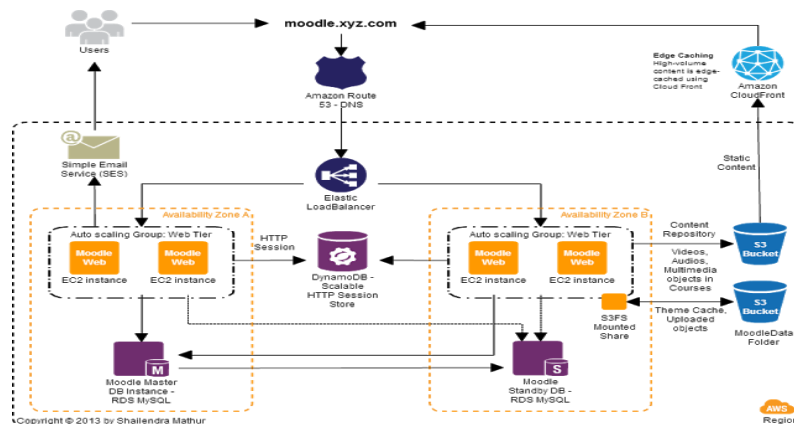 moodle.xyz.com
Users
Edge Caching
High-volume
content is edge-
cached using
Cloud Front
Amazon
CloudFront
Amazon Route
53 - DNS
@
Simple Email
Service (SES)
Elastic
LoadBalancer
Static
Content
Availability Zone A
Auto scaling Group: Web Tier
Moodle
Web
EC2 instance
Moodle
Web
EC2 instance
HTTP
Session
DynamoDB -
Scalable
HTTP Session
Store
Availability Zone B
Auto scaling Group: Web Tier
Moodle
Web
EC2 instance
Moodle
Web
EC2 instance
Content
Repository
Videos,
Audios,
Multimedia
objects in
Courses
S3
Bucket
S3FS
Mounted
Share
Theme Cache,
Uploaded
objects
S3
Bucket
MoodleData
Folder
M
Moodle Master
DB Instance -
RDS MySQL
S
Moodle
Standby DB -
RDS MySQL
AWS
Region
Copyright © 2013 by Shailendra Mathur